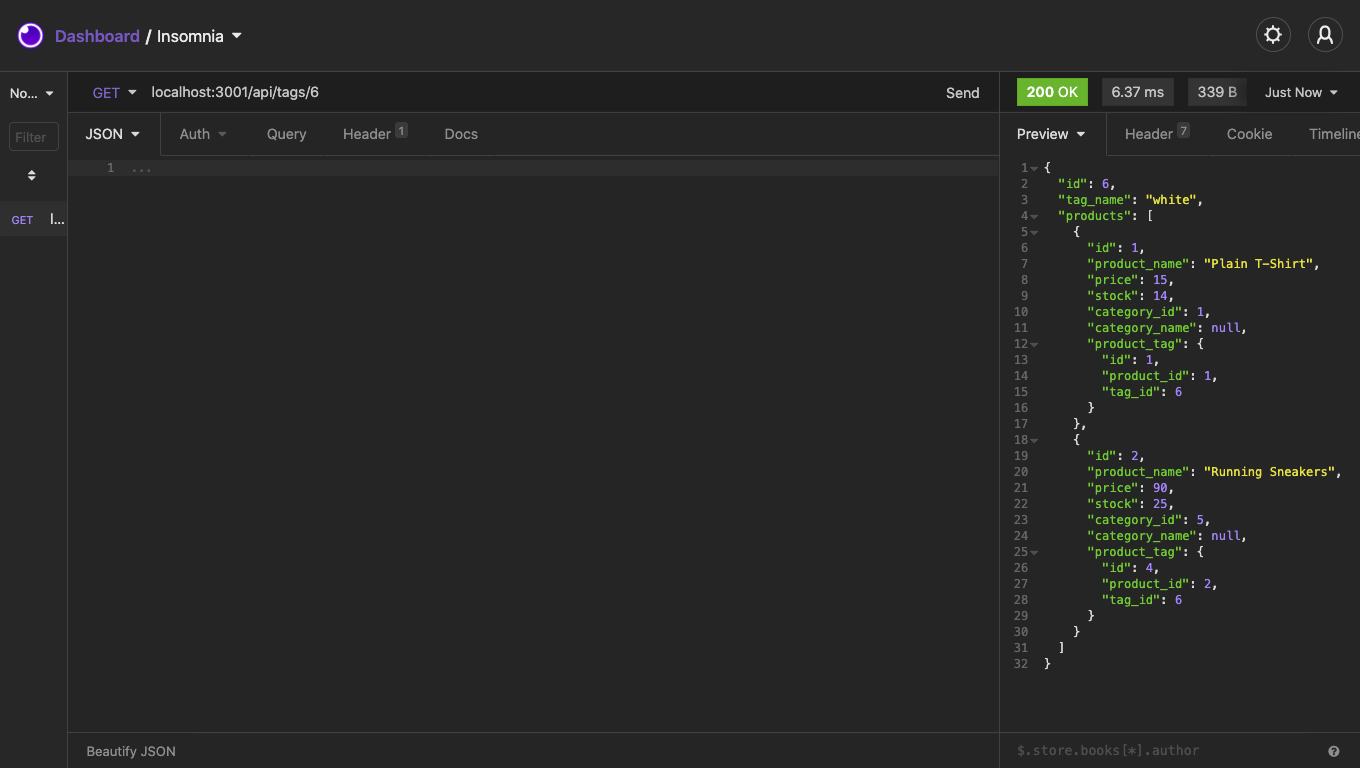 Dashboard / Insomnia
No...
GET localhost:3001/api/tags/6 Send
200 OK 6.37 ms 339 B Just Now
Filter
JSON Auth Query Header 1 Docs
Preview Header 7 Cookie Timeline
GET l...
1 ...
1 {
2 "id": 6,
3 "tag_name": "white",
4 "products": [
5 {
6 "id": 1,
7 "product_name": "Plain T-Shirt",
8 "price": 15,
9 "stock": 14,
10 "category_id": 1,
11 "category_name": null,
12 "product_tag": {
13 "id": 1,
14 "product_id": 1,
15 "tag_id": 6
16 }
17 },
18 {
19 "id": 2,
20 "product_name": "Running Sneakers",
21 "price": 90,
22 "stock": 25,
23 "category_id": 5,
24 "category_name": null,
25 "product_tag": {
26 "id": 4,
27 "product_id": 2,
28 "tag_id": 6
29 }
30 }
31 ]
32 }
Beautify JSON
$.store.books[*].author